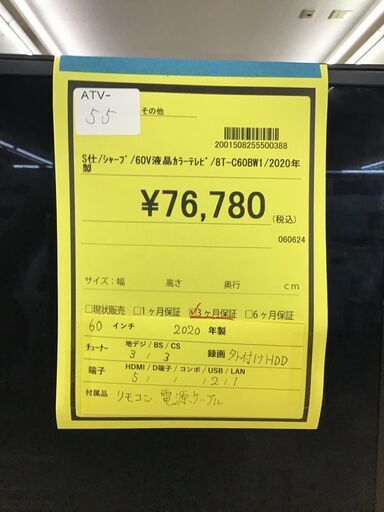 ATV-
55
その他
2001508255500388
S仕/シャープ/60V液晶ｶﾗｰﾃﾚﾋﾞ/8T-C60BW1/2020年
製
¥76,780
(税込)
060624
サイズ：幅 高さ 奥行 cm
□現状販売 □1ヶ月保証 ☑3ヶ月保証 □6ヶ月保証
60 インチ 2020 年製
チューナー 地デジ / BS / CS 3 / 3 録画 外付けHDD
端子 HDMI / D端子 / コンポ / USB / LAN
5 / / / 2 / 1
付属品 リモコン、電源ケーブル